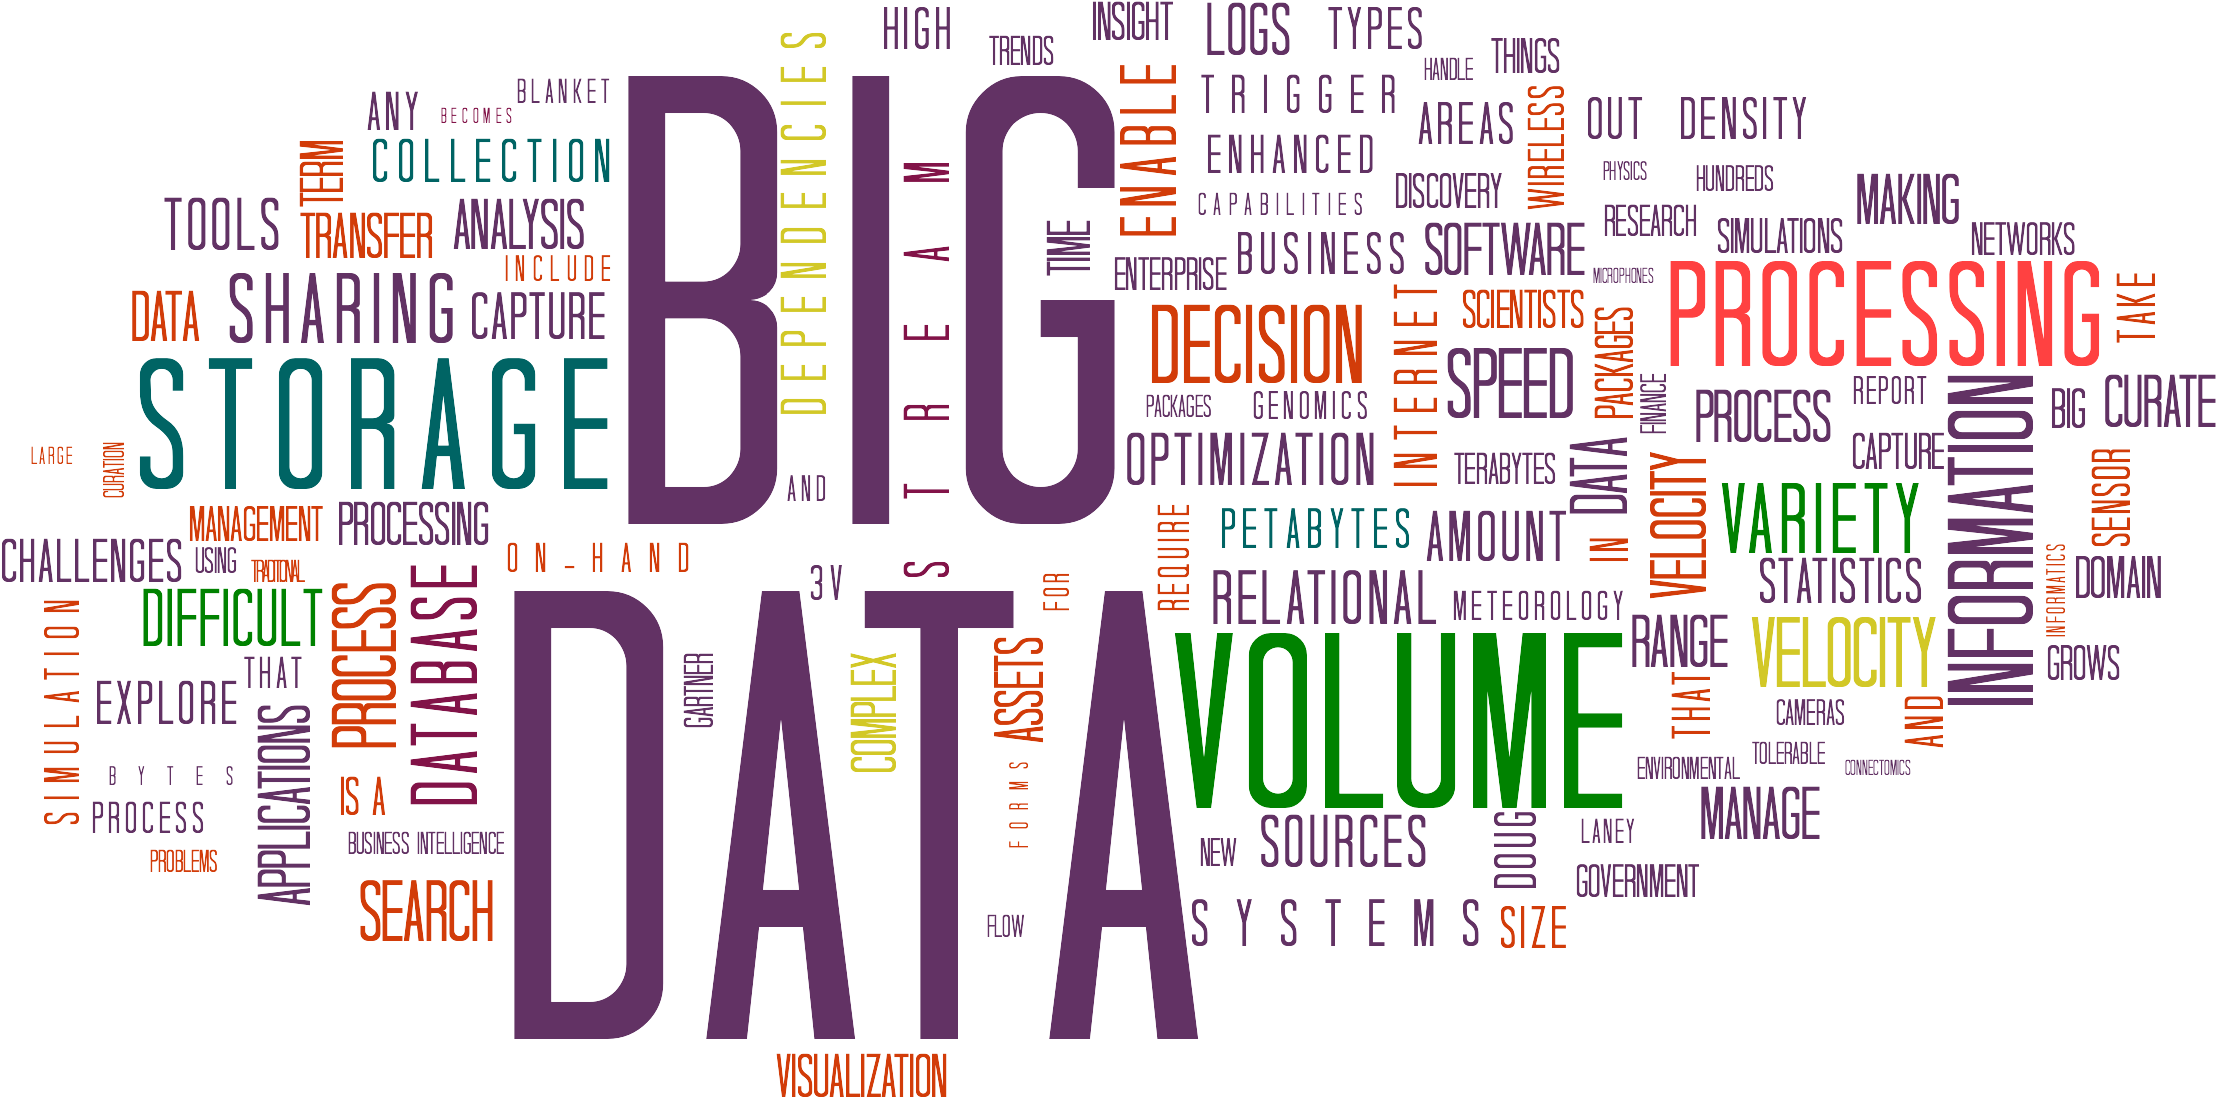 HIGH
TRENDS
INSIGHT
LOGS
TYPES
HANDLE
THINGS
BLANKET
ANY
BECOMES
DEPENDENCIES
ENABLE
TRIGGER
AREAS
WIRELESS
OUT
DENSITY
TERM
COLLECTION
BIG
ENHANCED
PHYSICS
HUNDREDS
TOOLS
TRANSFER
ANALYSIS
STREAM
TIME
CAPABILITIES
DISCOVERY
RESEARCH
SIMULATIONS
MAKING
NETWORKS
INCLUDE
ENTERPRISE
BUSINESS
SOFTWARE
MICROPHONES
PROCESSING
TAKE
DATA
SHARING
CAPTURE
DECISION
INTERNET
SCIENTISTS
PACKAGES
STORAGE
SPEED
FINANCE
PROCESS
REPORT
INFORMATION
BIG
CURATE
PACKAGES
GENOMICS
LARGE
CURATION
OPTIMIZATION
TERABYTES
DATA
VELOCITY
CAPTURE
SENSOR
AND
MANAGEMENT
PROCESSING
REQUIRE
PETABYTES
AMOUNT
IN
VARIETY
CHALLENGES
USING
TRADITIONAL
ON-HAND
3V
FOR
RELATIONAL
METEOROLOGY
STATISTICS
INFORMATICS
DOMAIN
SIMULATION
DIFFICULT
PROCESS
DATABASE
DATA
VOLUME
RANGE
VELOCITY
GROWS
THAT
EXPLORE
GARTNER
COMPLEX
ASSETS
THAT
CAMERAS
AND
APPLICATIONS
BYTES
IS A
FORMS
ENVIRONMENTAL
TOLERABLE
CONNECTOMICS
PROCESS
BUSINESS INTELLIGENCE
NEW
SOURCES
DOUG
LANEY
MANAGE
PROBLEMS
SEARCH
FLOW
SYSTEMS
SIZE
GOVERNMENT
VISUALIZATION